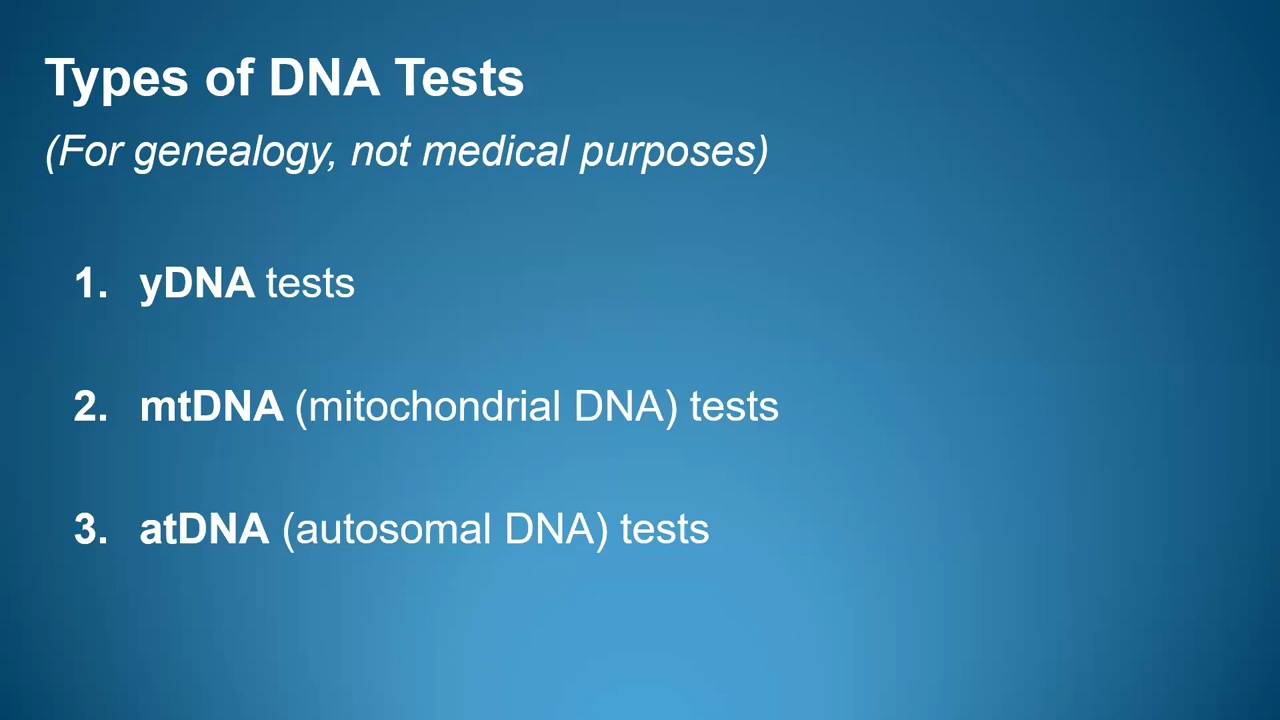 Types of DNA Tests
(For genealogy, not medical purposes)
1. yDNA tests
2. mtDNA (mitochondrial DNA) tests
3. atDNA (autosomal DNA) tests